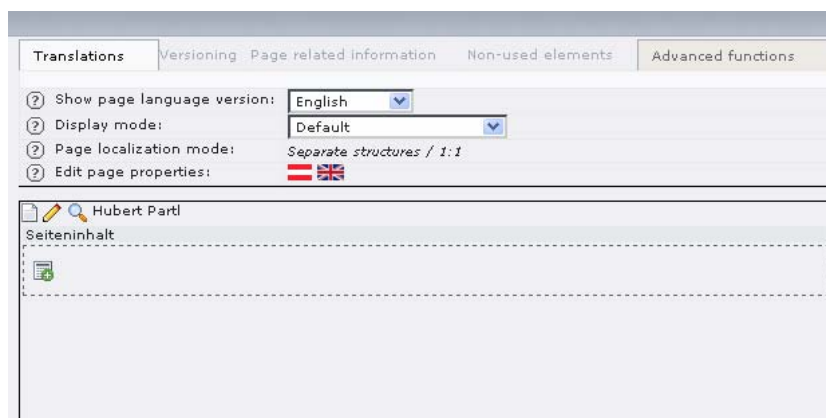 Translations Versioning Page related information Non-used elements Advanced functions
Show page language version: English
Display mode: Default
Page localization mode: Separate structures / 1:1
Edit page properties:
Hubert Partl
Seiteninhalt